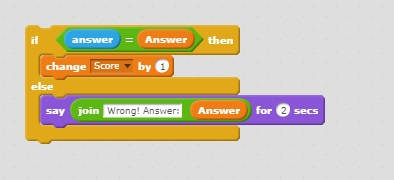 if answer = Answer then
change Score by 1
else
say join Wrong! Answer: Answer for 2 secs